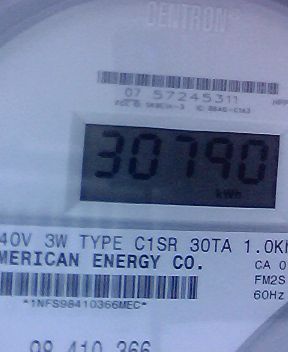 CENTRON®
07 57245311
30790
kWh
40V 3W TYPE C1SR 30TA 1.0Kh
MERICAN ENERGY CO.
CA 0
FM2S
60Hz
*1NFS98410366MEC*
98 410 366